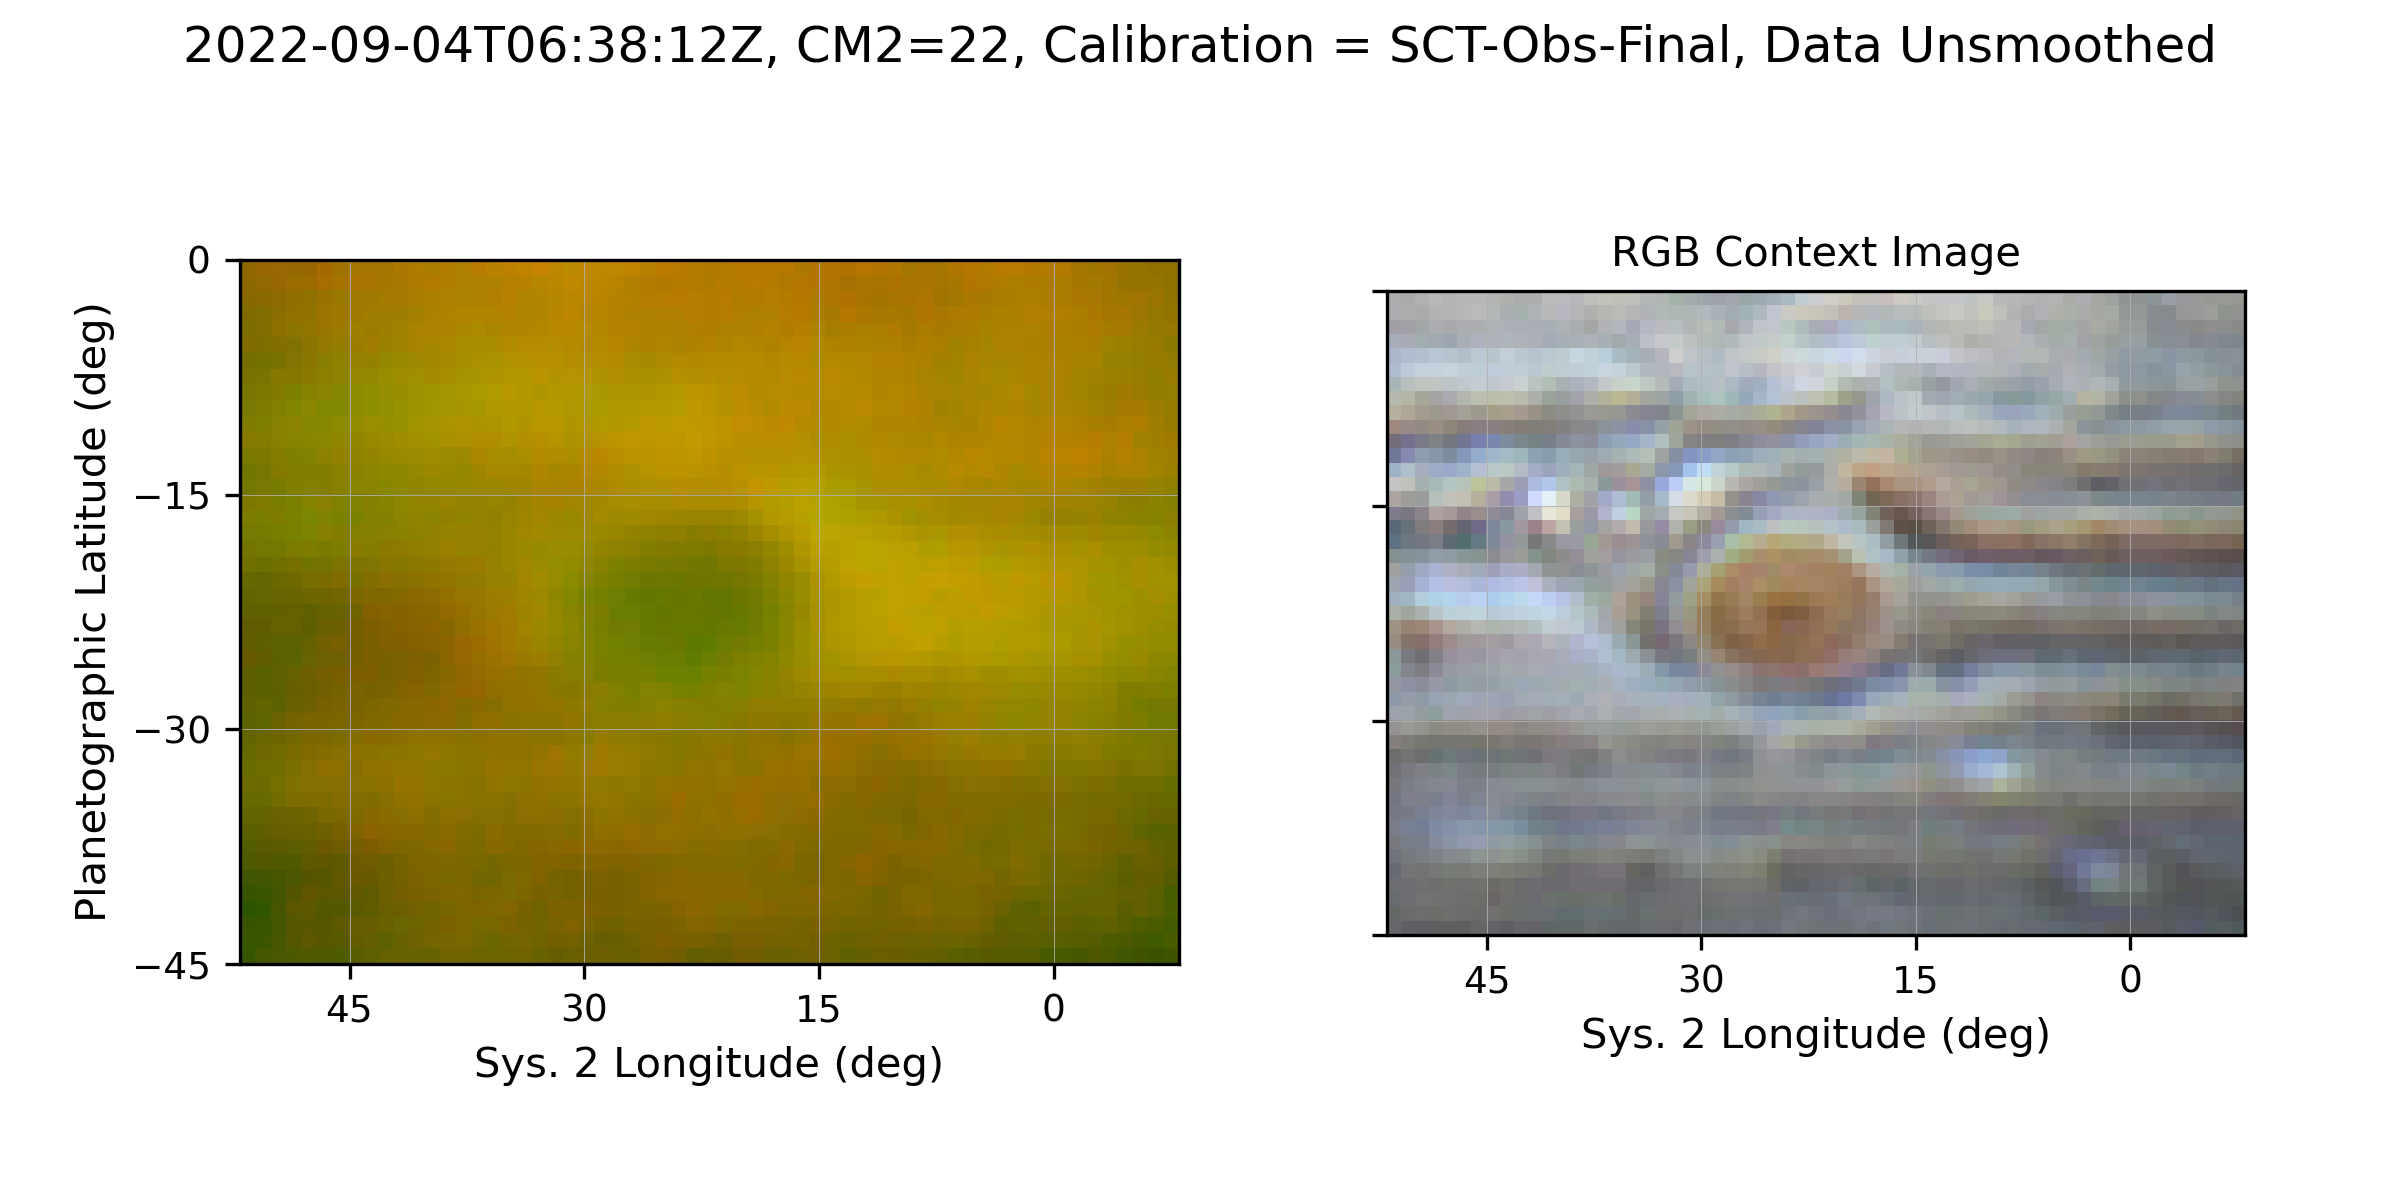 2022-09-04T06:38:12Z, CM2=22, Calibration = SCT-Obs-Final, Data Unsmoothed
Planetographic Latitude (deg)
0
−15
−30
−45
45 30 15 0
Sys. 2 Longitude (deg)
RGB Context Image
45 30 15 0
Sys. 2 Longitude (deg)